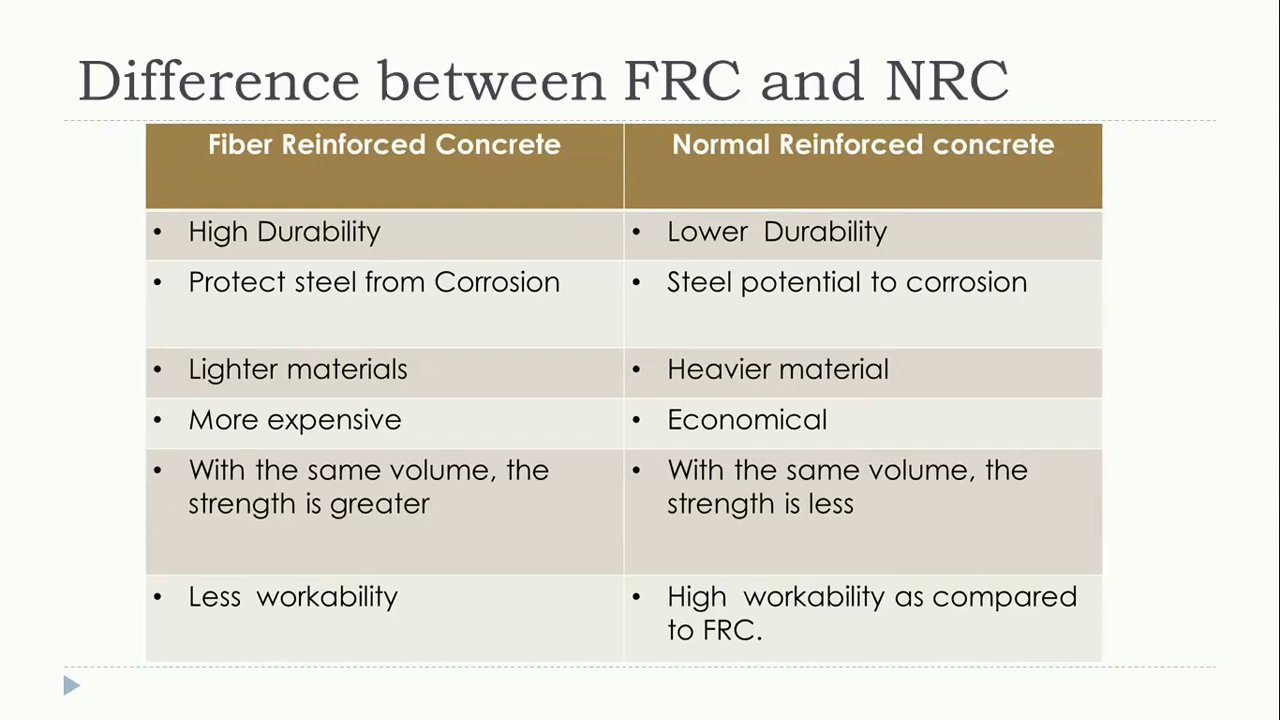 Difference between FRC and NRC
Fiber Reinforced Concrete
Normal Reinforced concrete
• High Durability
• Lower Durability
• Protect steel from Corrosion
• Steel potential to corrosion
• Lighter materials
• Heavier material
• More expensive
• Economical
• With the same volume, the
strength is greater
• With the same volume, the
strength is less
• Less workability
• High workability as compared
to FRC.